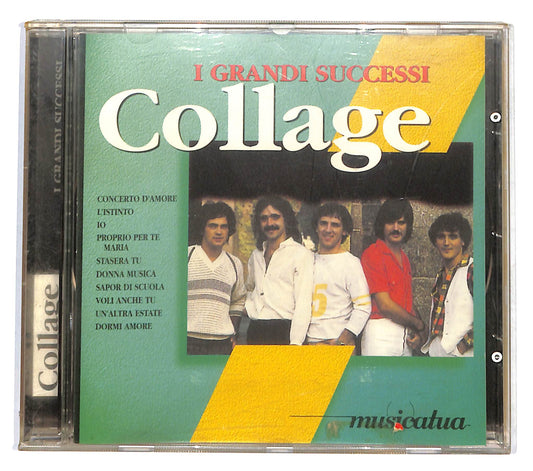 I GRANDI SUCCESSI
Collage
CONCERTO D'AMORE
L'ISTINTO
IO
PROPRIO PER TE
MARIA
STASERA TU
DONNA MUSICA
SAPOR DI SCUOLA
VOLI ANCHE TU
UN'ALTRA ESTATE
DORMI AMORE
5
musicatua
I GRANDI SUCCESSI
Collage